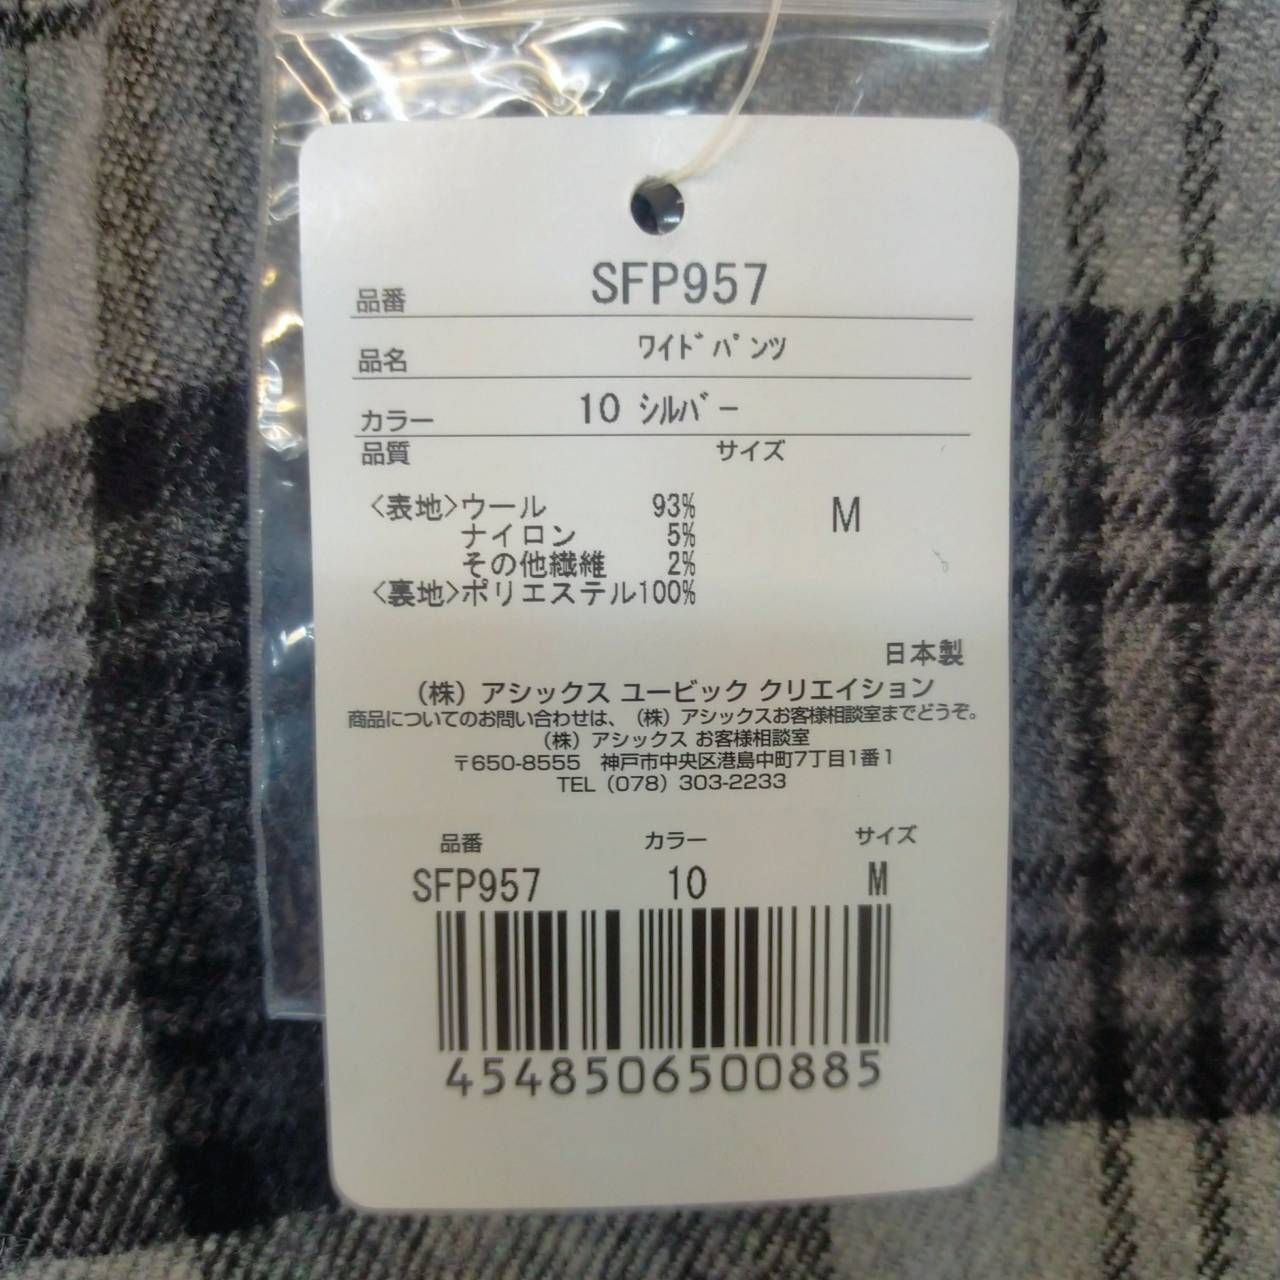 品番 SFP957
品名 ﾜｲﾄﾞﾊﾟﾝﾂ
カラー 10 ｼﾙﾊﾞｰ
品質 サイズ
<表地>ウール 93% M
ナイロン 5%
その他繊維 2%
<裏地>ポリエステル100%
日本製
（株）アシックス ユービック クリエイション
商品についてのお問い合わせは、（株）アシックスお客様相談室までどうぞ。
（株）アシックス お客様相談室
〒650-8555 神戸市中央区港島中町7丁目1番1
TEL（078）303-2233
品番 カラー サイズ
SFP957 10 M
4548506500885